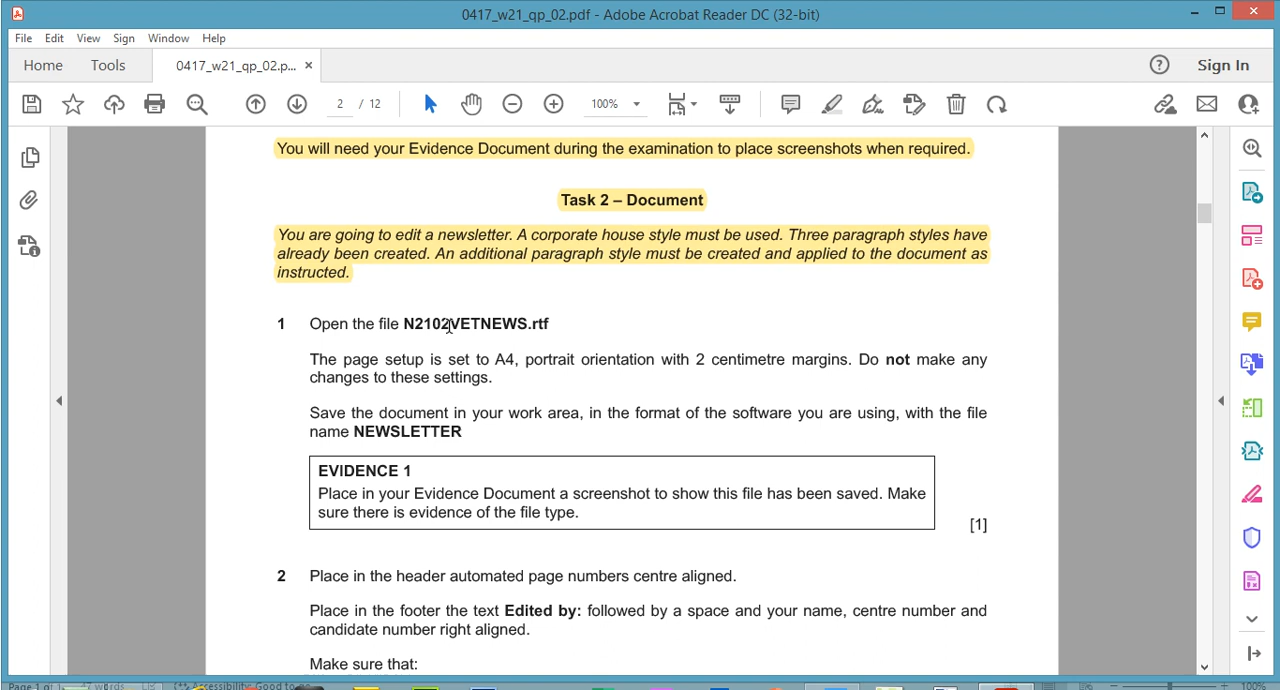 0417_w21_qp_02.pdf - Adobe Acrobat Reader DC (32-bit)
File Edit View Sign Window Help
Home Tools 0417_w21_qp_02.p... × ? Sign In
2 / 12 100%
You will need your Evidence Document during the examination to place screenshots when required.
Task 2 – Document
You are going to edit a newsletter. A corporate house style must be used. Three paragraph styles have
already been created. An additional paragraph style must be created and applied to the document as
instructed.
1 Open the file N2102VETNEWS.rtf
The page setup is set to A4, portrait orientation with 2 centimetre margins. Do not make any
changes to these settings.
Save the document in your work area, in the format of the software you are using, with the file
name NEWSLETTER
EVIDENCE 1
Place in your Evidence Document a screenshot to show this file has been saved. Make
sure there is evidence of the file type.
[1]
2 Place in the header automated page numbers centre aligned.
Place in the footer the text Edited by: followed by a space and your name, centre number and
candidate number right aligned.
Make sure that: